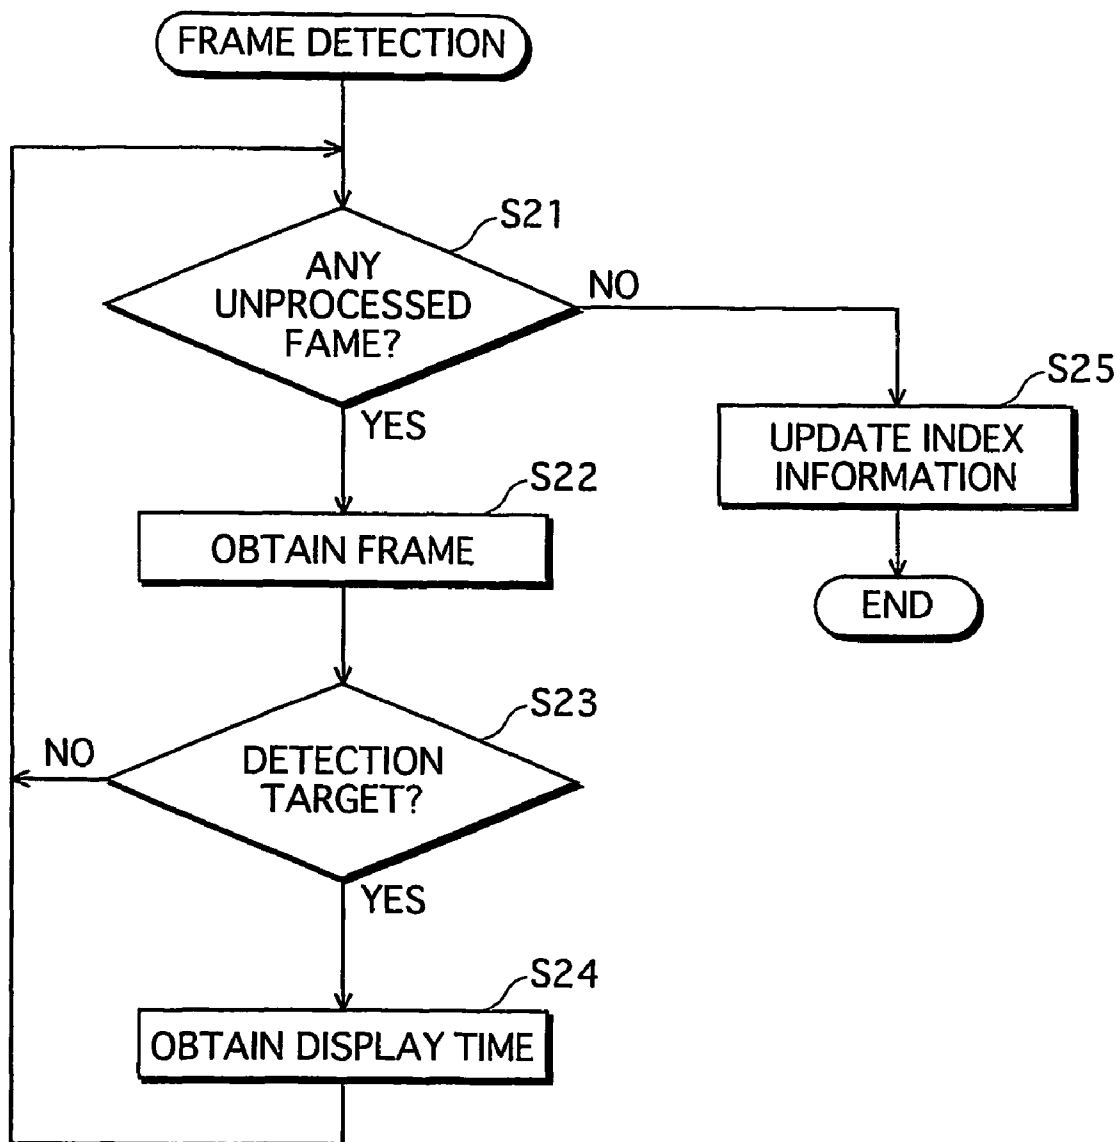 FRAME DETECTION
S21
ANY
UNPROCESSED
FAME?
NO
YES
S25
UPDATE INDEX
INFORMATION
S22
OBTAIN FRAME
END
S23
NO
DETECTION
TARGET?
YES
S24
OBTAIN DISPLAY TIME